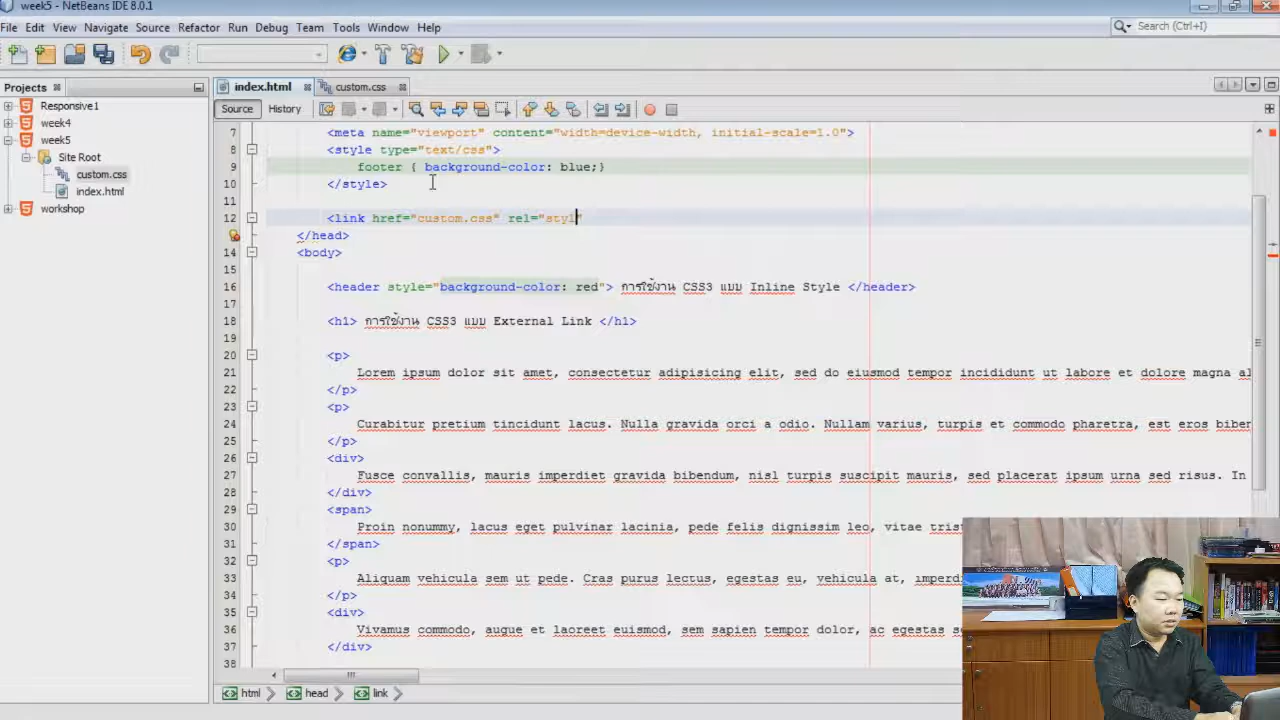 week5 - NetBeans IDE 8.0.1
File Edit View Navigate Source Refactor Run Debug Team Tools Window Help
Search (Ctrl+I)
Projects
index.html
custom.css
Responsive1
week4
week5
Site Root
custom.css
index.html
workshop
Source History
7 <meta name="viewport" content="width=device-width, initial-scale=1.0">
8 <style type="text/css">
9 footer { background-color: blue;}
10 </style>
11
12 <link href="custom.css" rel="styl"
</head>
14 <body>
15
16 <header style="background-color: red"> การใช้งาน CSS3 แบบ Inline Style </header>
17
18 <h1> การใช้งาน CSS3 แบบ External Link </h1>
19
20 <p>
21 Lorem ipsum dolor sit amet, consectetur adipisicing elit, sed do eiusmod tempor incididunt ut labore et dolore magna al
22 </p>
23 <p>
24 Curabitur pretium tincidunt lacus. Nulla gravida orci a odio. Nullam varius, turpis et commodo pharetra, est eros biben
25 </p>
26 <div>
27 Fusce convallis, mauris imperdiet gravida bibendum, nisl turpis suscipit mauris, sed placerat ipsum urna sed risus. In
28 </div>
29 <span>
30 Proin nonummy, lacus eget pulvinar lacinia, pede felis dignissim leo, vitae tris
31 </span>
32 <p>
33 Aliquam vehicula sem ut pede. Cras purus lectus, egestas eu, vehicula at, imperd
34 </p>
35 <div>
36 Vivamus commodo, augue et laoreet euismod, sem sapien tempor dolor, ac egestas s
37 </div>
38
html head link